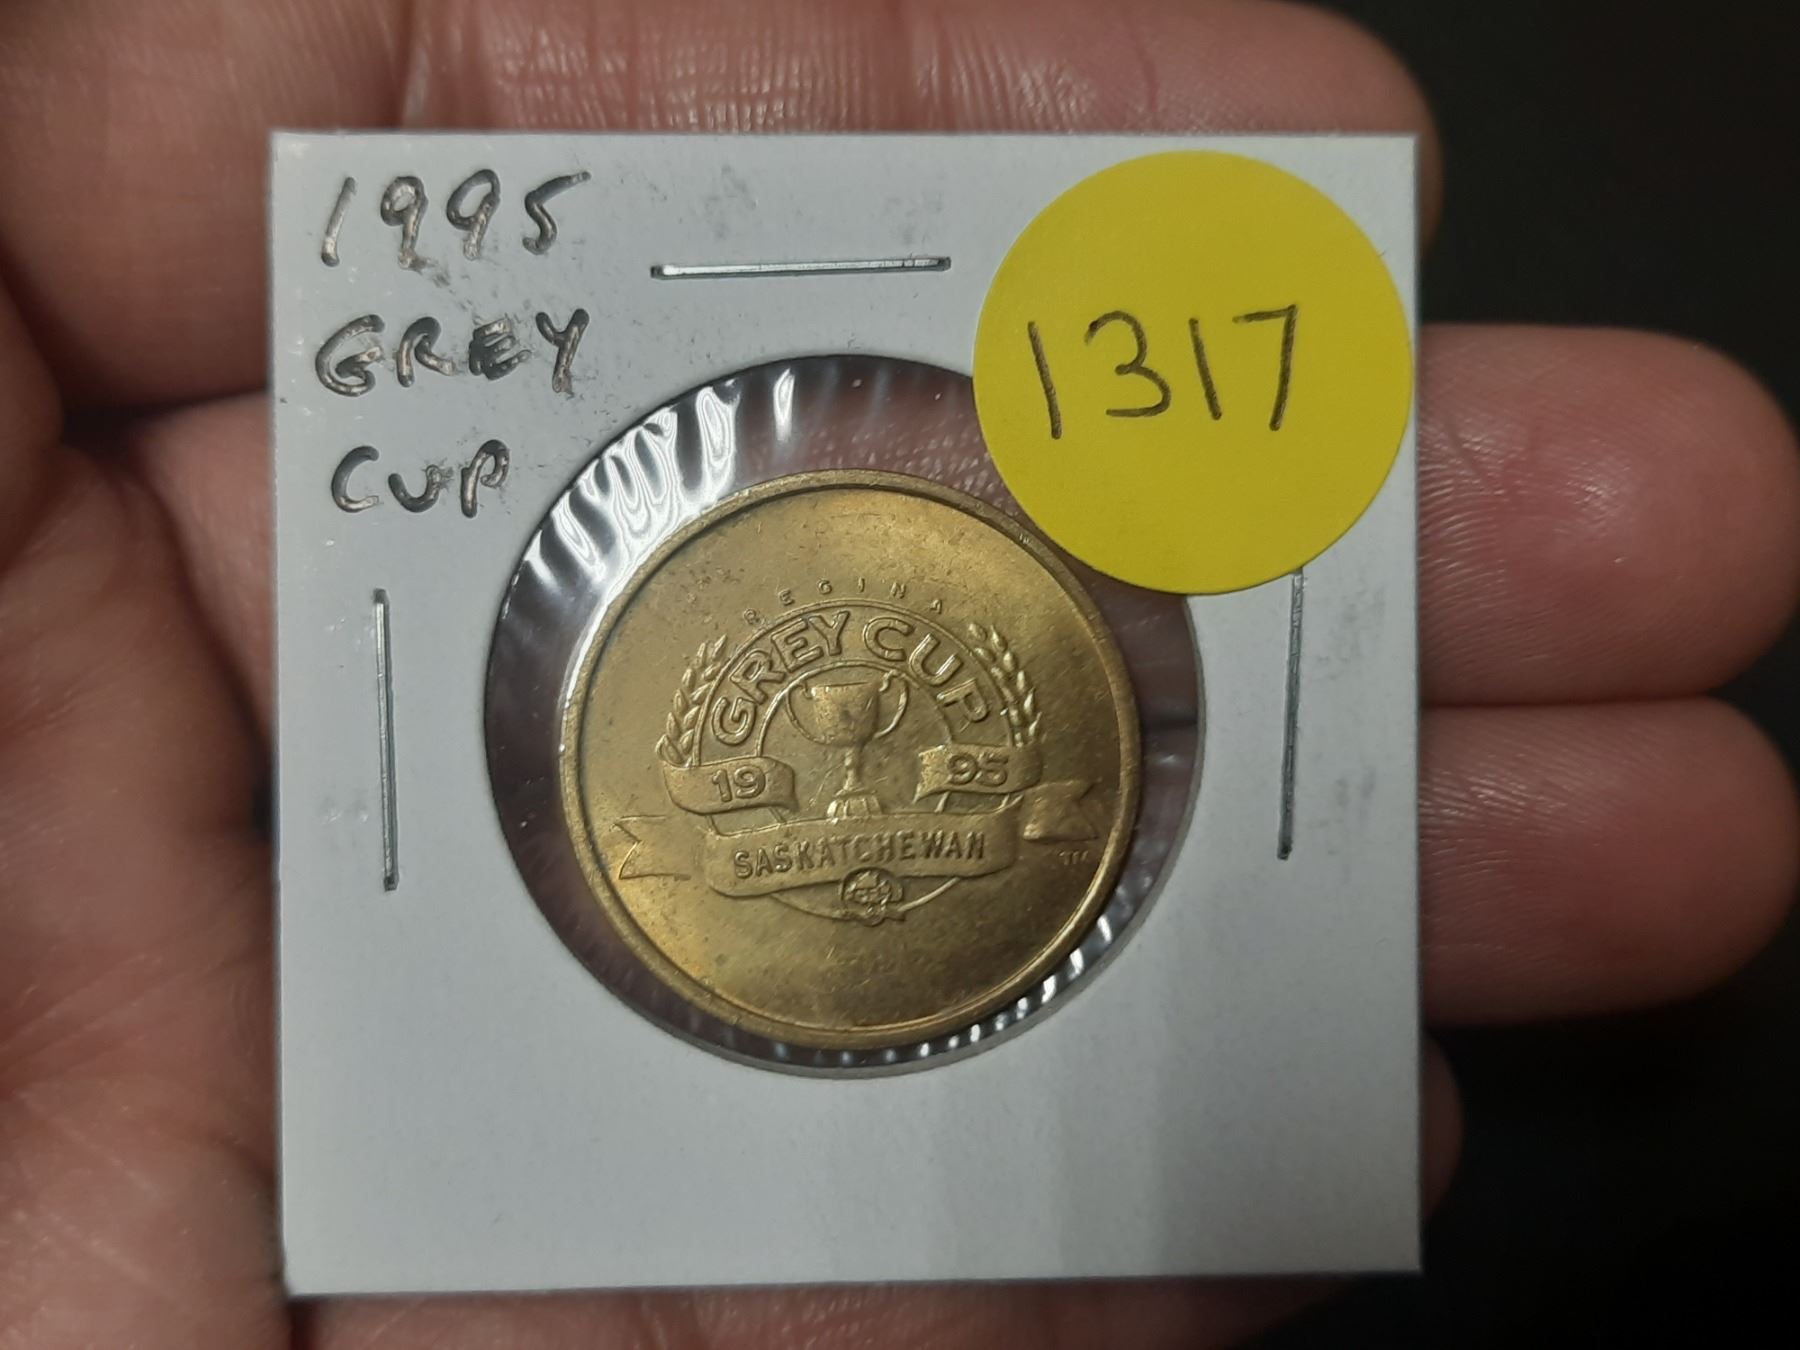 1995
GREY
CUP
1317
REGINA
GREY CUP
19 95
SASKATCHEWAN
TM